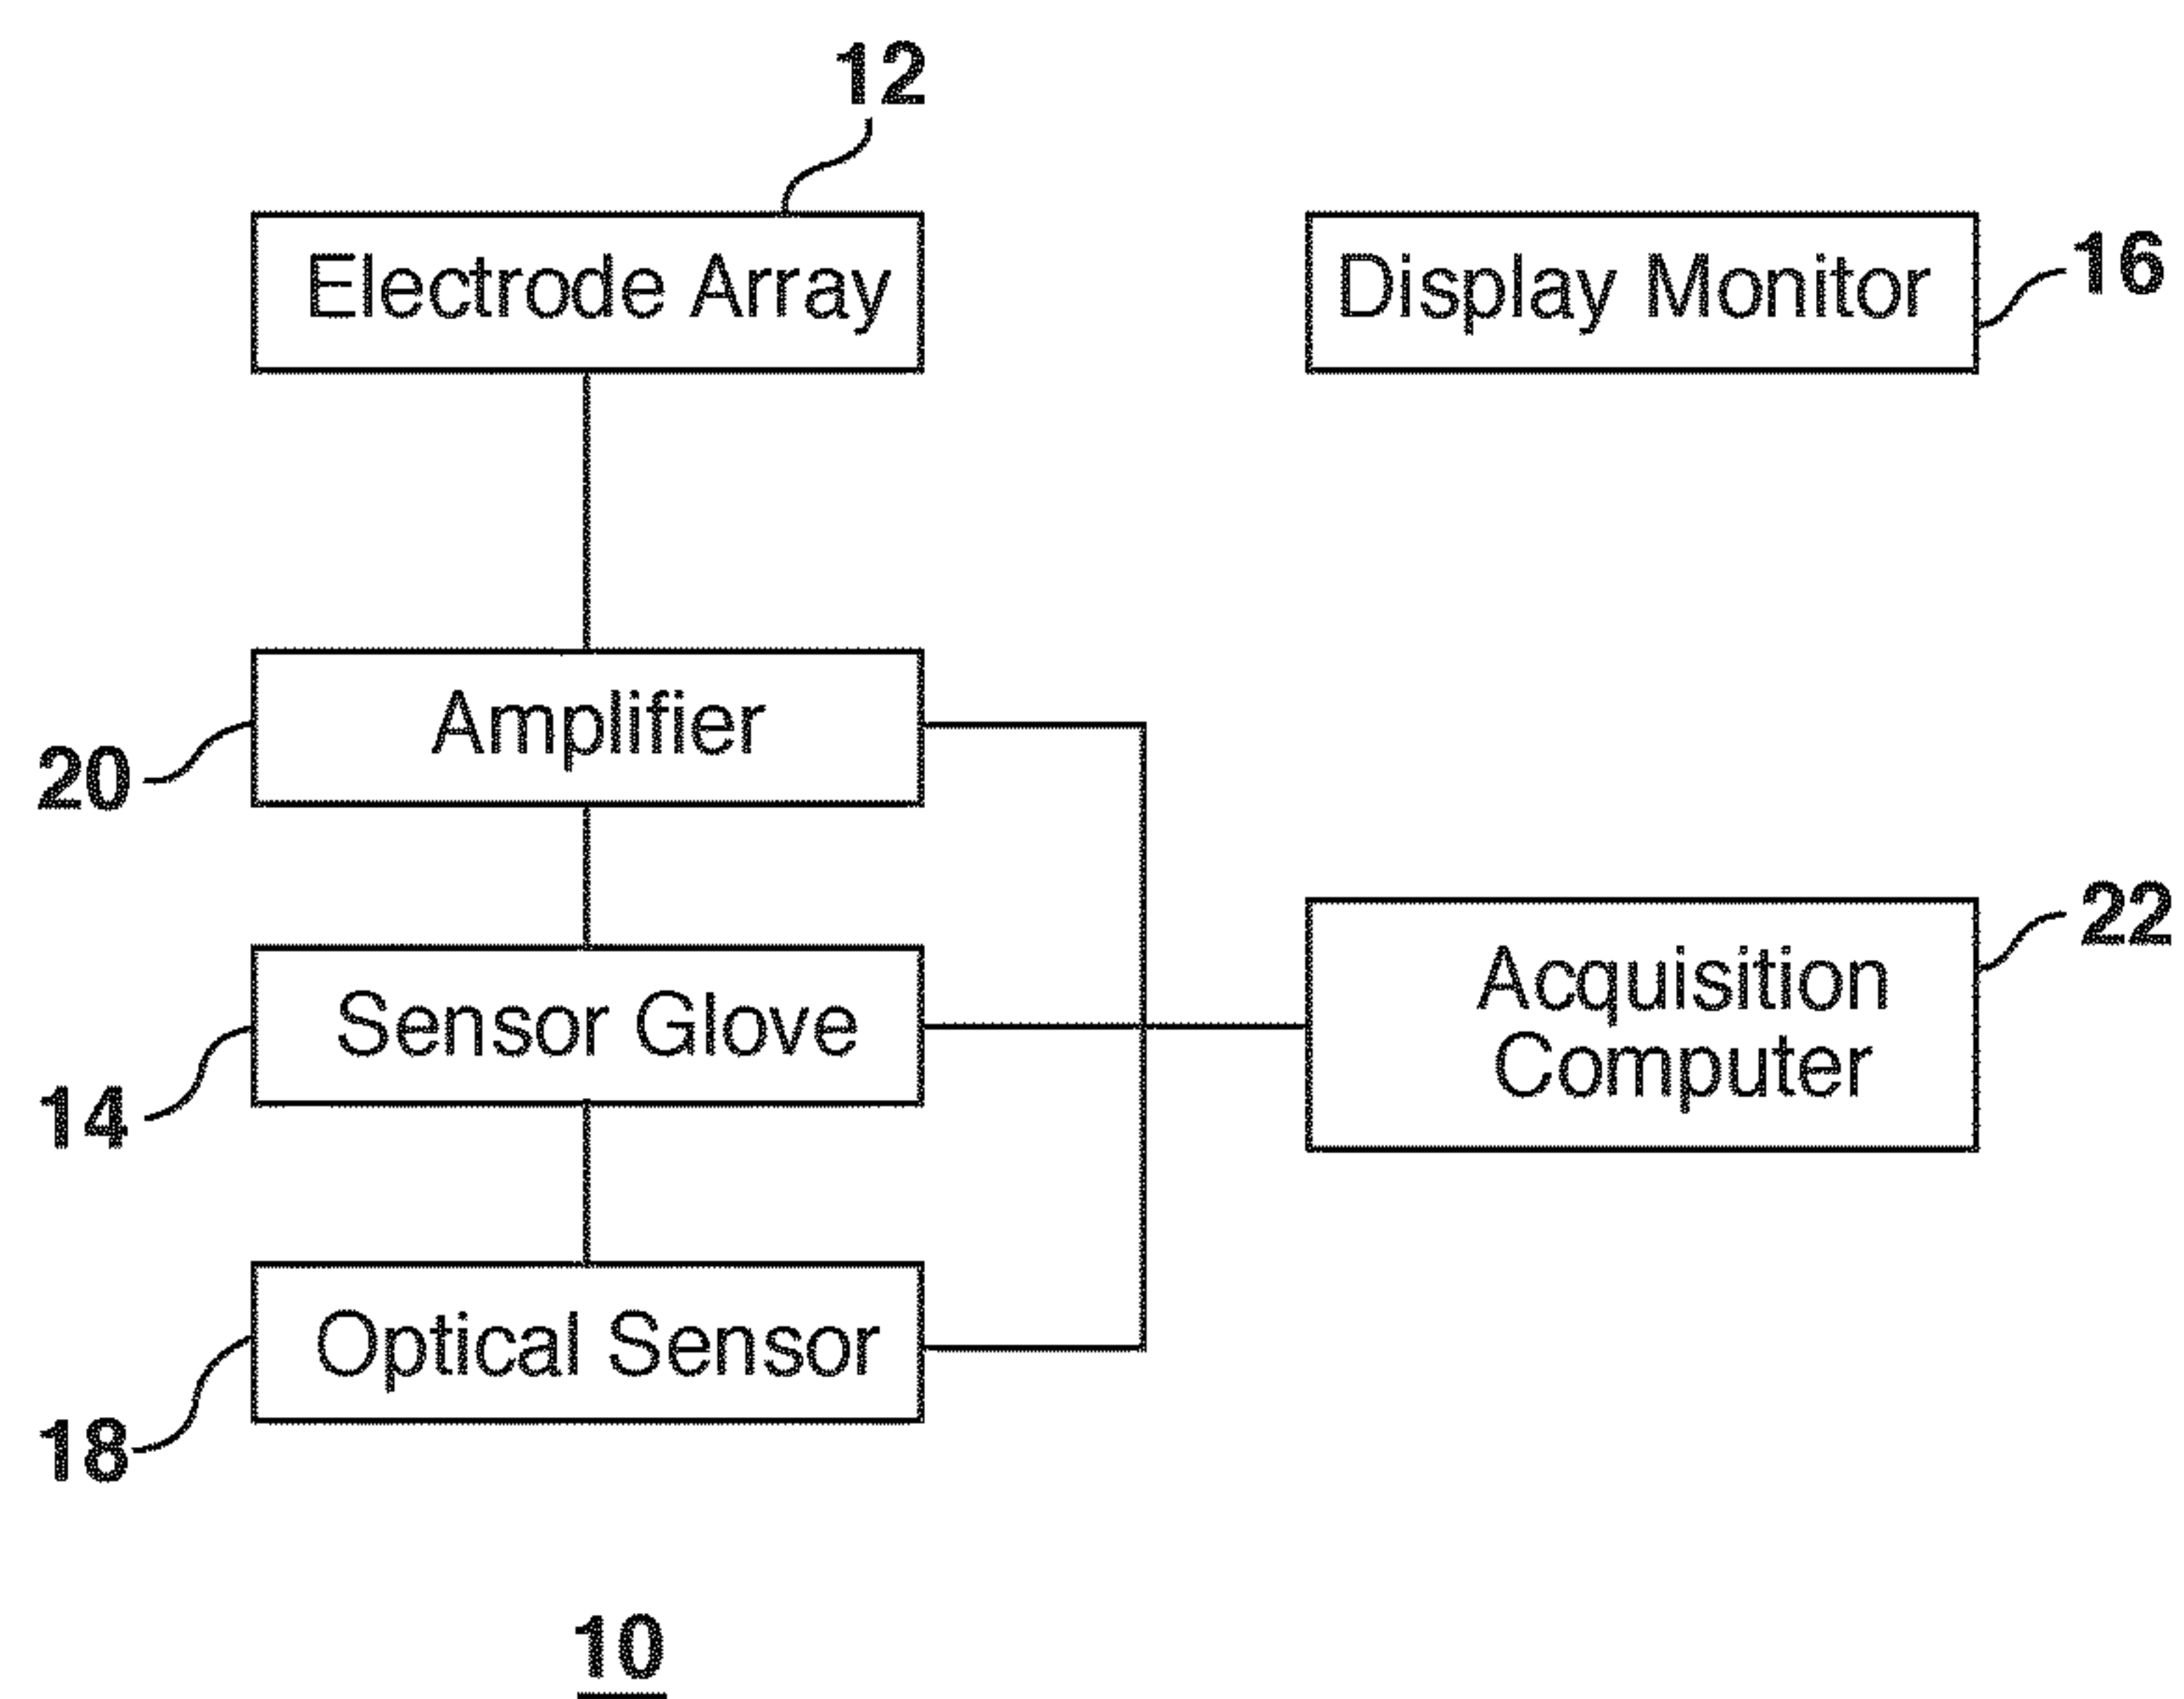 12
Electrode Array
Display Monitor
16
Amplifier
20
Sensor Glove
14
Acquisition
Computer
22
Optical Sensor
18
10